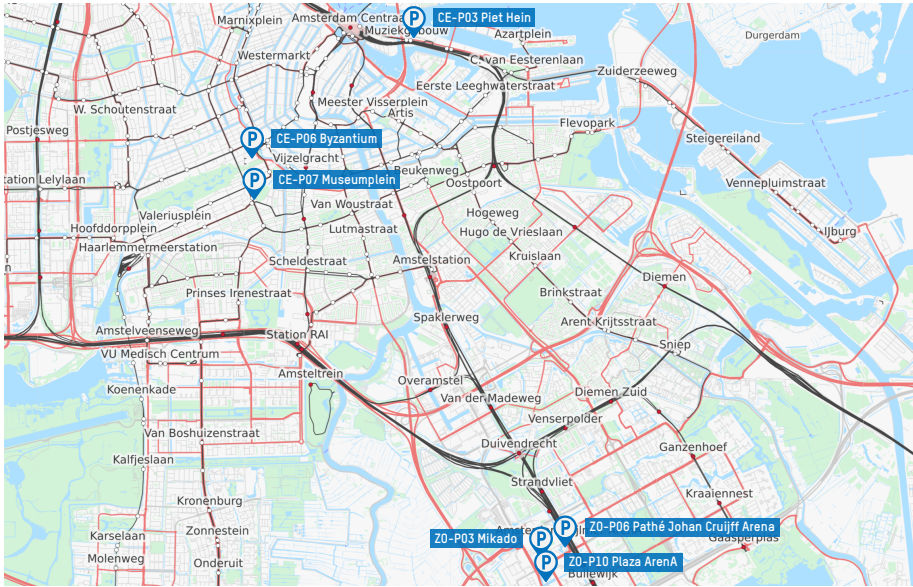 Marnixplein
Amsterdam Centraa
P
CE-P03 Piet Hein
Muziekgebouw
Azartplein
Durgerdam
Westermarkt
C. van Eesterenlaan
Zuiderzeeweg
Eerste Leeghwaterstraat
W. Schoutenstraat
Meester Visserplein
Artis
Postjesweg
Flevopark
P
CE-P06 Byzantium
Steigereiland
Vijzelgracht
Beukenweg
tation Lelylaan
P
CE-P07 Museumplein
Oostpoort
Vennepluimstraat
Van Woustraat
Valeriusplein
Hogeweg
Hoofddorpplein
Lutmastraat
Hugo de Vrieslaan
IJburg
Haarlemmermeerstation
Scheldestraat
Amstelstation
Kruislaan
n
Diemen
Prinses Irenestraat
Brinkstraat
Spaklerweg
Arent Krijtsstraat
Amstelveenseweg
Station RAI
Sniep
VU Medisch Centrum
Amsteltrein
Overamstel
Koenenkade
Van der Madeweg
Diemen Zuid
Venserpolder
Van Boshuizenstraat
Duivendrecht
Ganzenhoef
Kalfjeslaan
Strandvliet
Kronenburg
Kraaiennest
P
ZO-P06 Pathé Johan Cruijff Arena
Zonnestein
Karselaan
ZO-P03 Mikado
P
Gaasperplas
Molenweg
Onderuit
P
ZO-P10 Plaza ArenA
Bullewijk